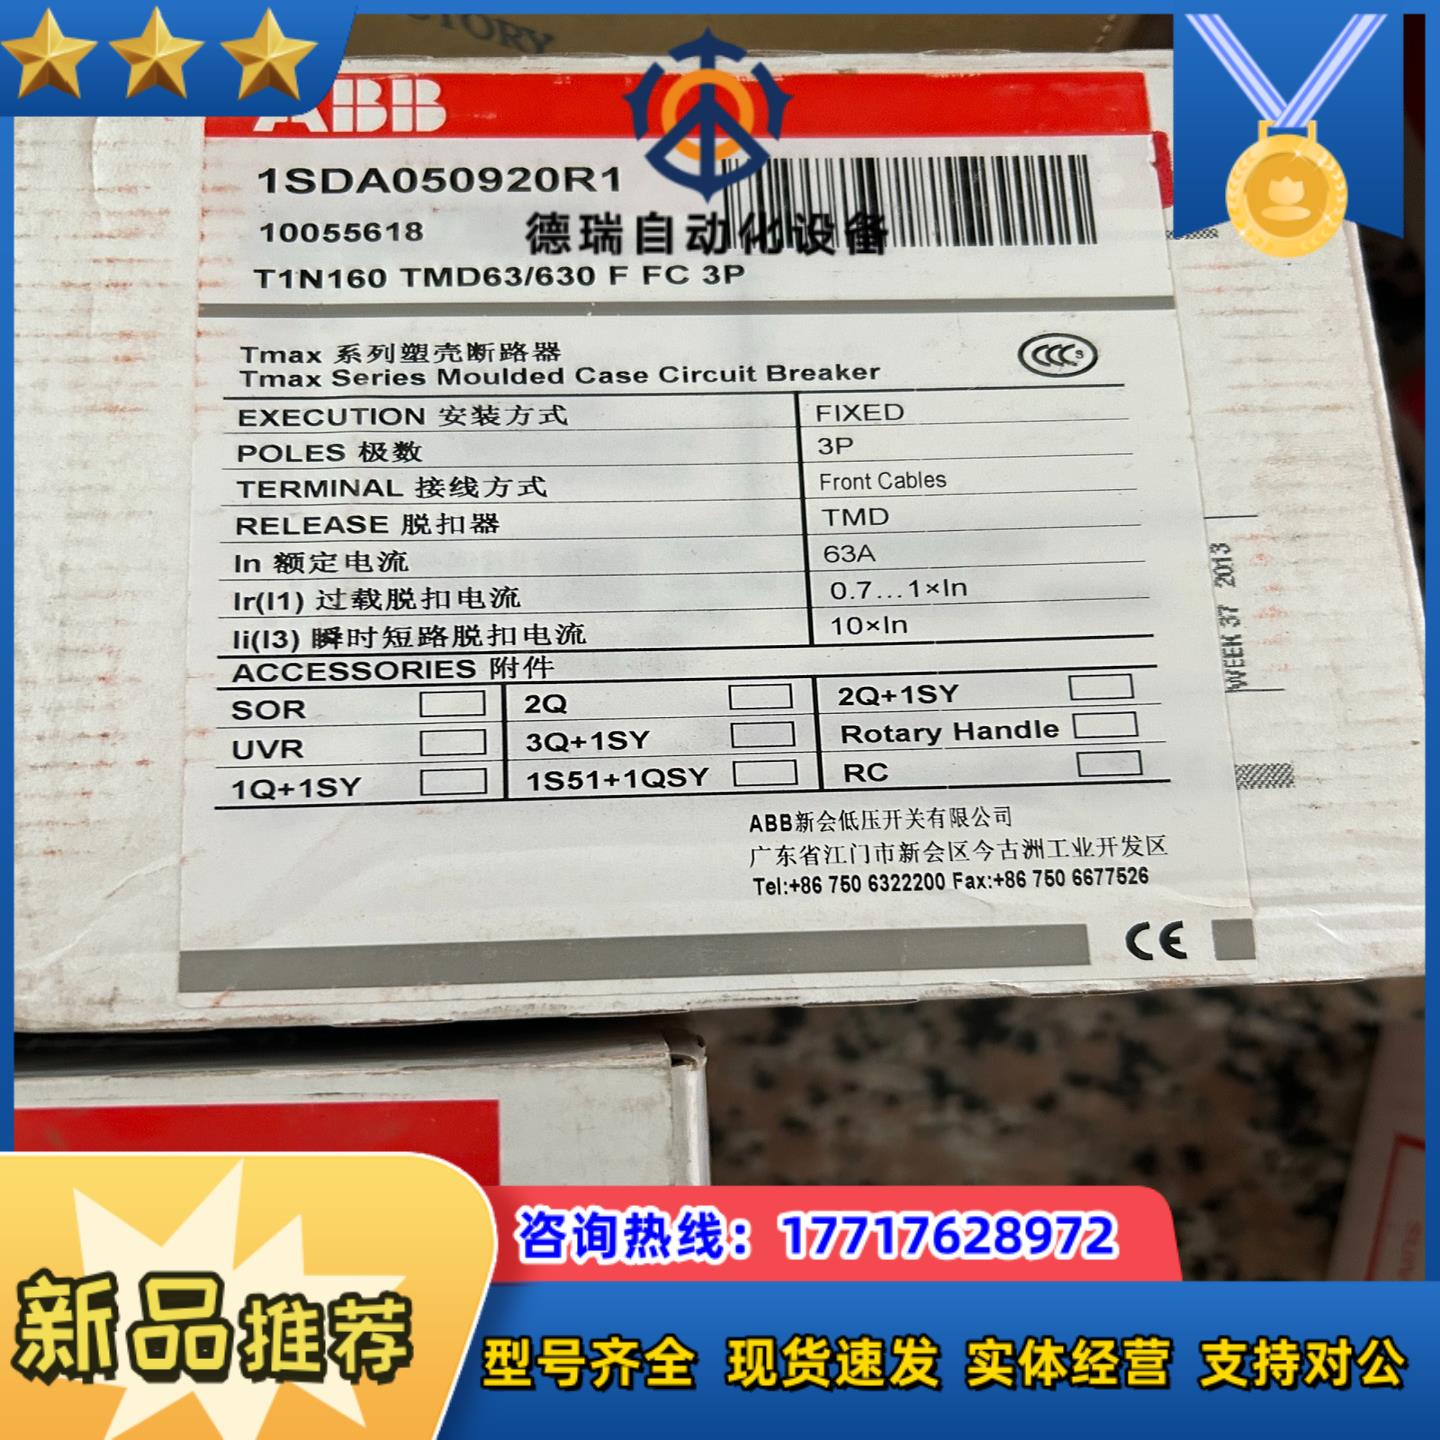 TORY
ABB
1SDA050920R1
10055618
德瑞自动化设备
T1N160 TMD63/630 F FC 3P
Tmax 系列塑壳断路器
Tmax Series Moulded Case Circuit Breaker
CCC S
EXECUTION 安装方式 FIXED
POLES 极数 3P
TERMINAL 接线方式 Front Cables
RELEASE 脱扣器 TMD
In 额定电流 63A
Ir(I1) 过载脱扣电流 0.7...1×In
Ii(I3) 瞬时短路脱扣电流 10×In
ACCESSORIES 附件
SOR 2Q 2Q+1SY
UVR 3Q+1SY Rotary Handle
1Q+1SY 1S51+1QSY RC
WEEK 37 2013
ABB新会低压开关有限公司
广东省江门市新会区今古洲工业开发区
Tel:+86 750 6322200 Fax:+86 750 6677526
CE
咨询热线：17717628972
新品推荐
型号齐全 现货速发 实体经营 支持对公